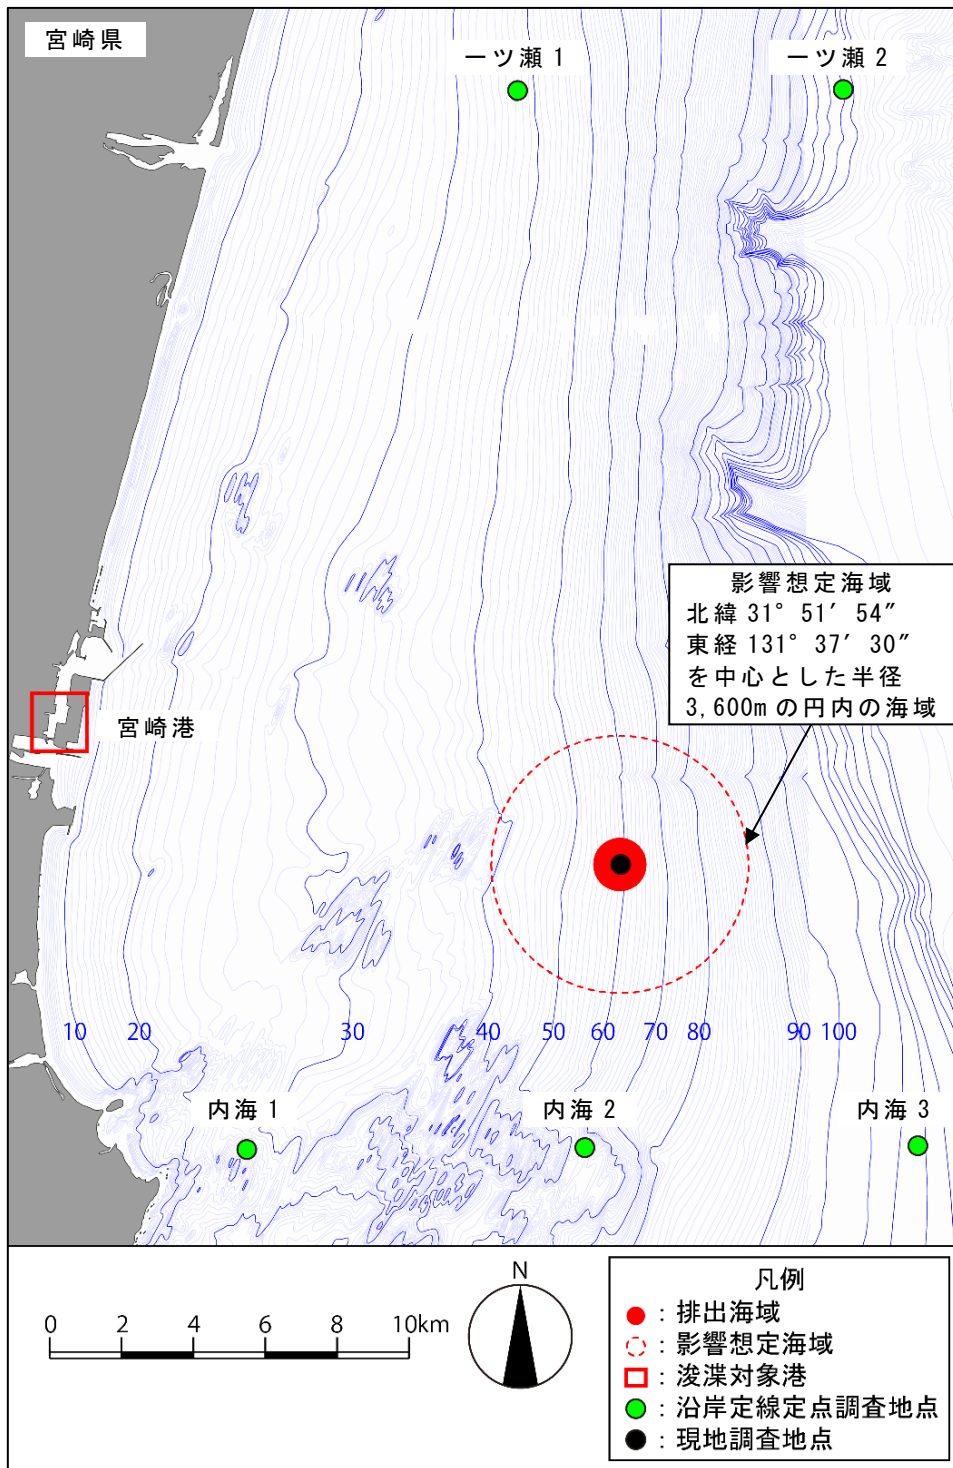 宮崎県
一ツ瀬 1
一ツ瀬 2
影響想定海域
北緯 31° 51′ 54″
東経 131° 37′ 30″
を中心とした半径
3,600m の円内の海域
宮崎港
10 20 30 40 50 60 70 80 90 100
内海 1
内海 2
内海 3
0 2 4 6 8 10km
N
凡例
：排出海域
：影響想定海域
：浚渫対象港
：沿岸定線定点調査地点
：現地調査地点